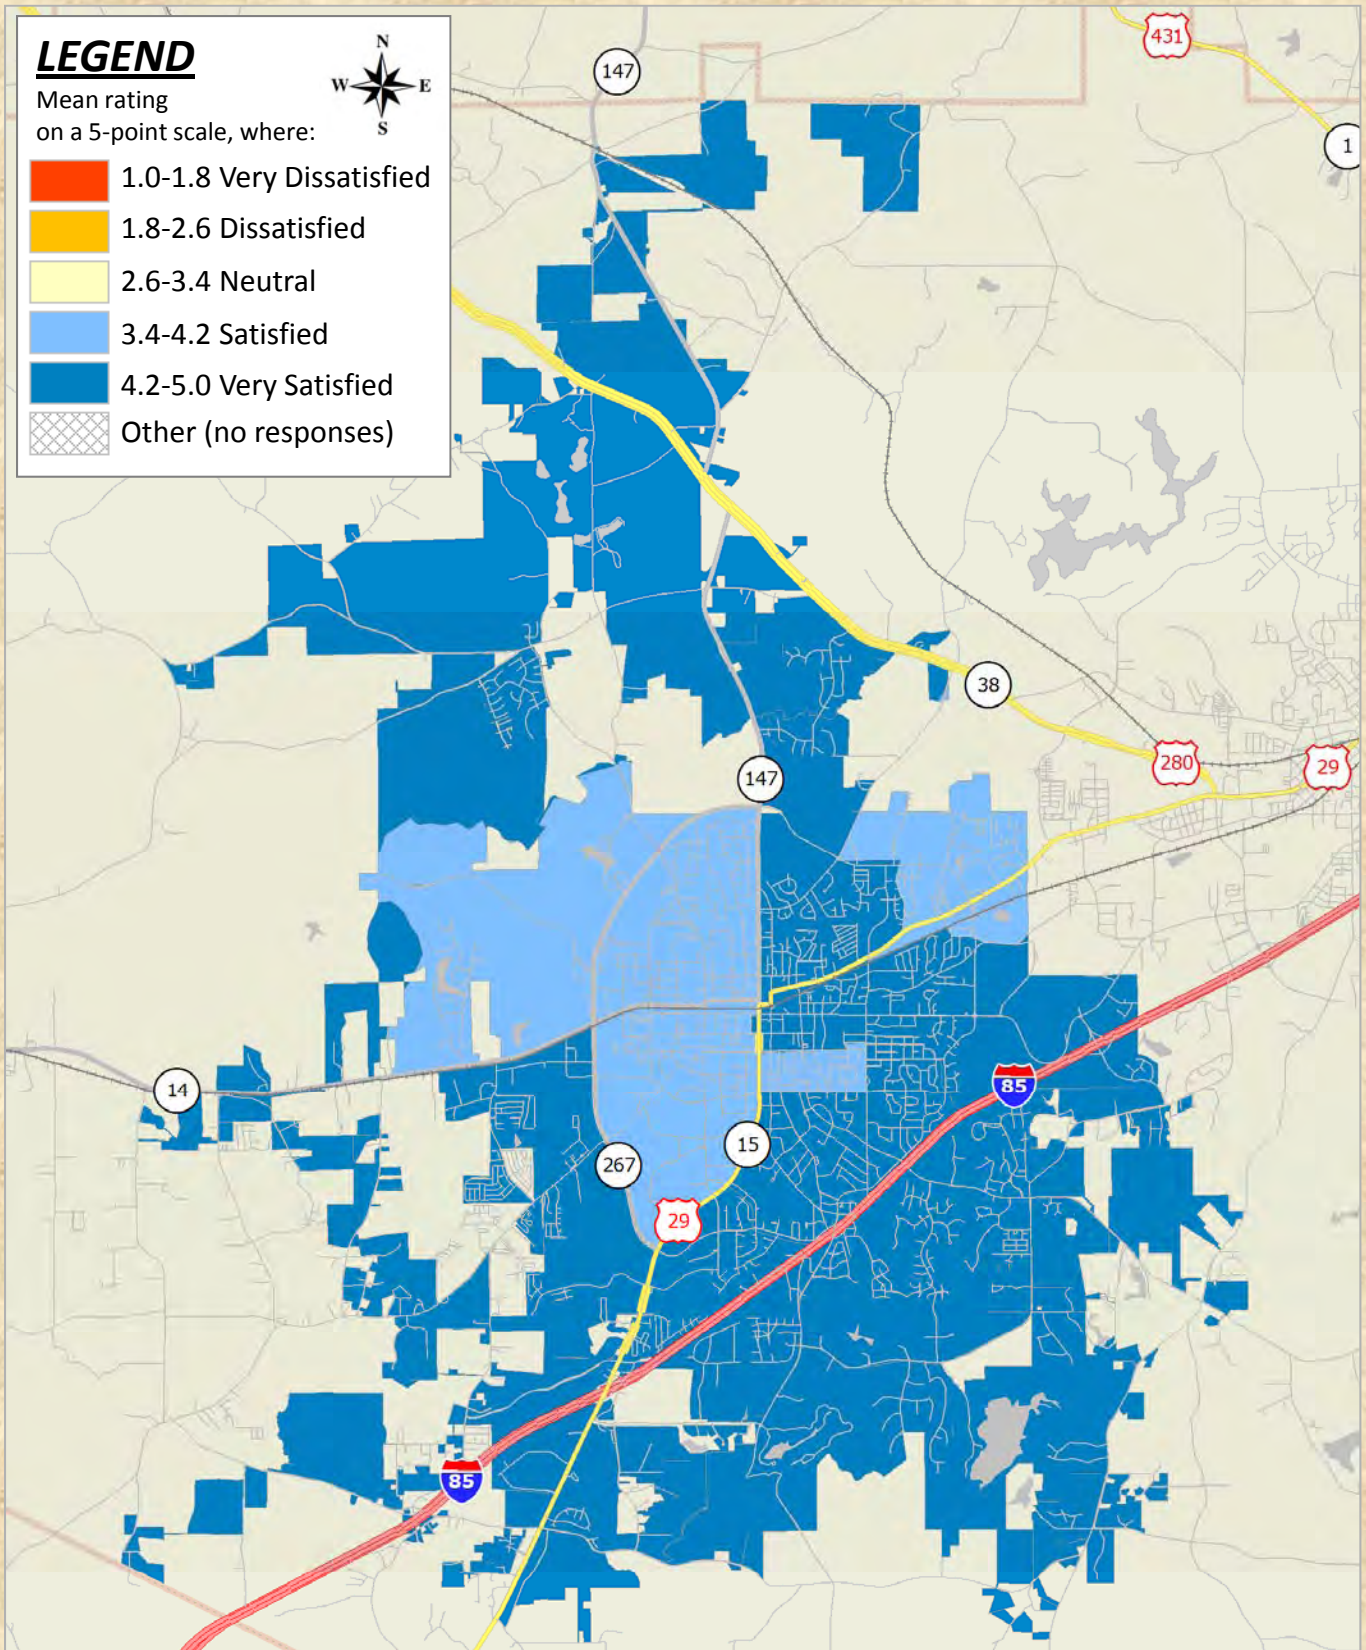 LEGEND
Mean rating
on a 5-point scale, where:
1.0-1.8 Very Dissatisfied
1.8-2.6 Dissatisfied
2.6-3.4 Neutral
3.4-4.2 Satisfied
4.2-5.0 Very Satisfied
Other (no responses)
N
W E
S
147
431
1
38
280
29
147
14
85
15
267
29
85